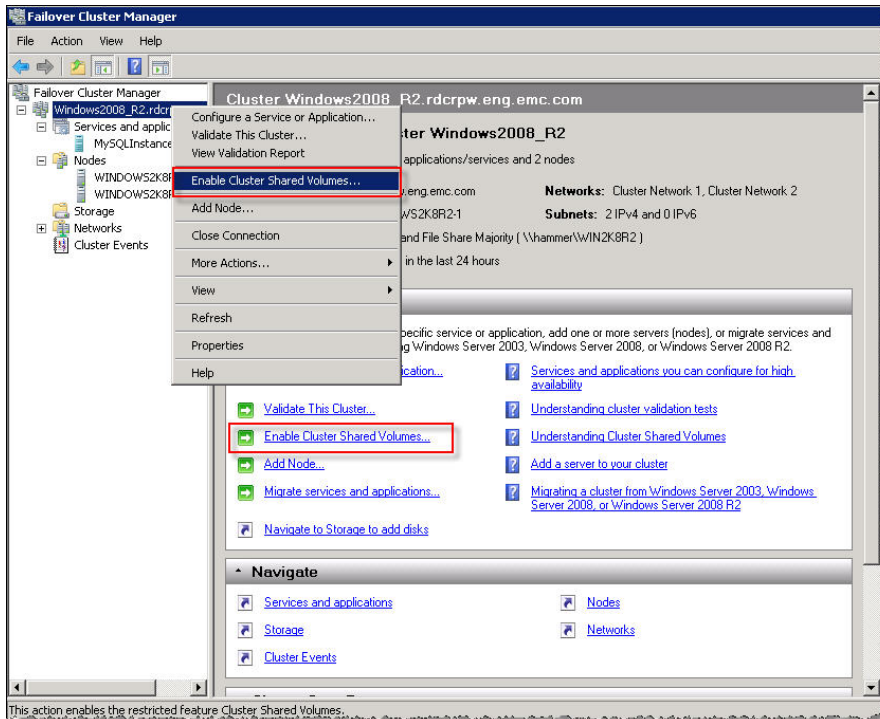 Failover Cluster Manager
File Action View Help
Failover Cluster Manager
Windows2008_R2.rdcr
Services and applic
MySQLInstance
Nodes
WINDOWS2K8
WINDOWS2K8
Storage
Networks
Cluster Events
Configure a Service or Application...
Validate This Cluster...
View Validation Report
Enable Cluster Shared Volumes...
Add Node...
Close Connection
More Actions...
View
Refresh
Properties
Help
Cluster Windows2008_R2.rdcrpw.eng.emc.com
ter Windows2008_R2
applications/services and 2 nodes
.eng.emc.com Networks: Cluster Network 1, Cluster Network 2
WS2K8R2-1 Subnets: 2 IPv4 and 0 IPv6
and File Share Majority ( \\hammer\WIN2K8R2 )
in the last 24 hours
pecific service or application, add one or more servers (nodes), or migrate services and
g Windows Server 2003, Windows Server 2008, or Windows Server 2008 R2.
ication...
Services and applications you can configure for high
availability
Validate This Cluster...
Understanding cluster validation tests
Enable Cluster Shared Volumes...
Understanding Cluster Shared Volumes
Add Node...
Add a server to your cluster
Migrate services and applications...
Migrating a cluster from Windows Server 2003, Windows
Server 2008, or Windows Server 2008 R2
Navigate to Storage to add disks
Navigate
Services and applications
Nodes
Storage
Networks
Cluster Events
This action enables the restricted feature Cluster Shared Volumes.